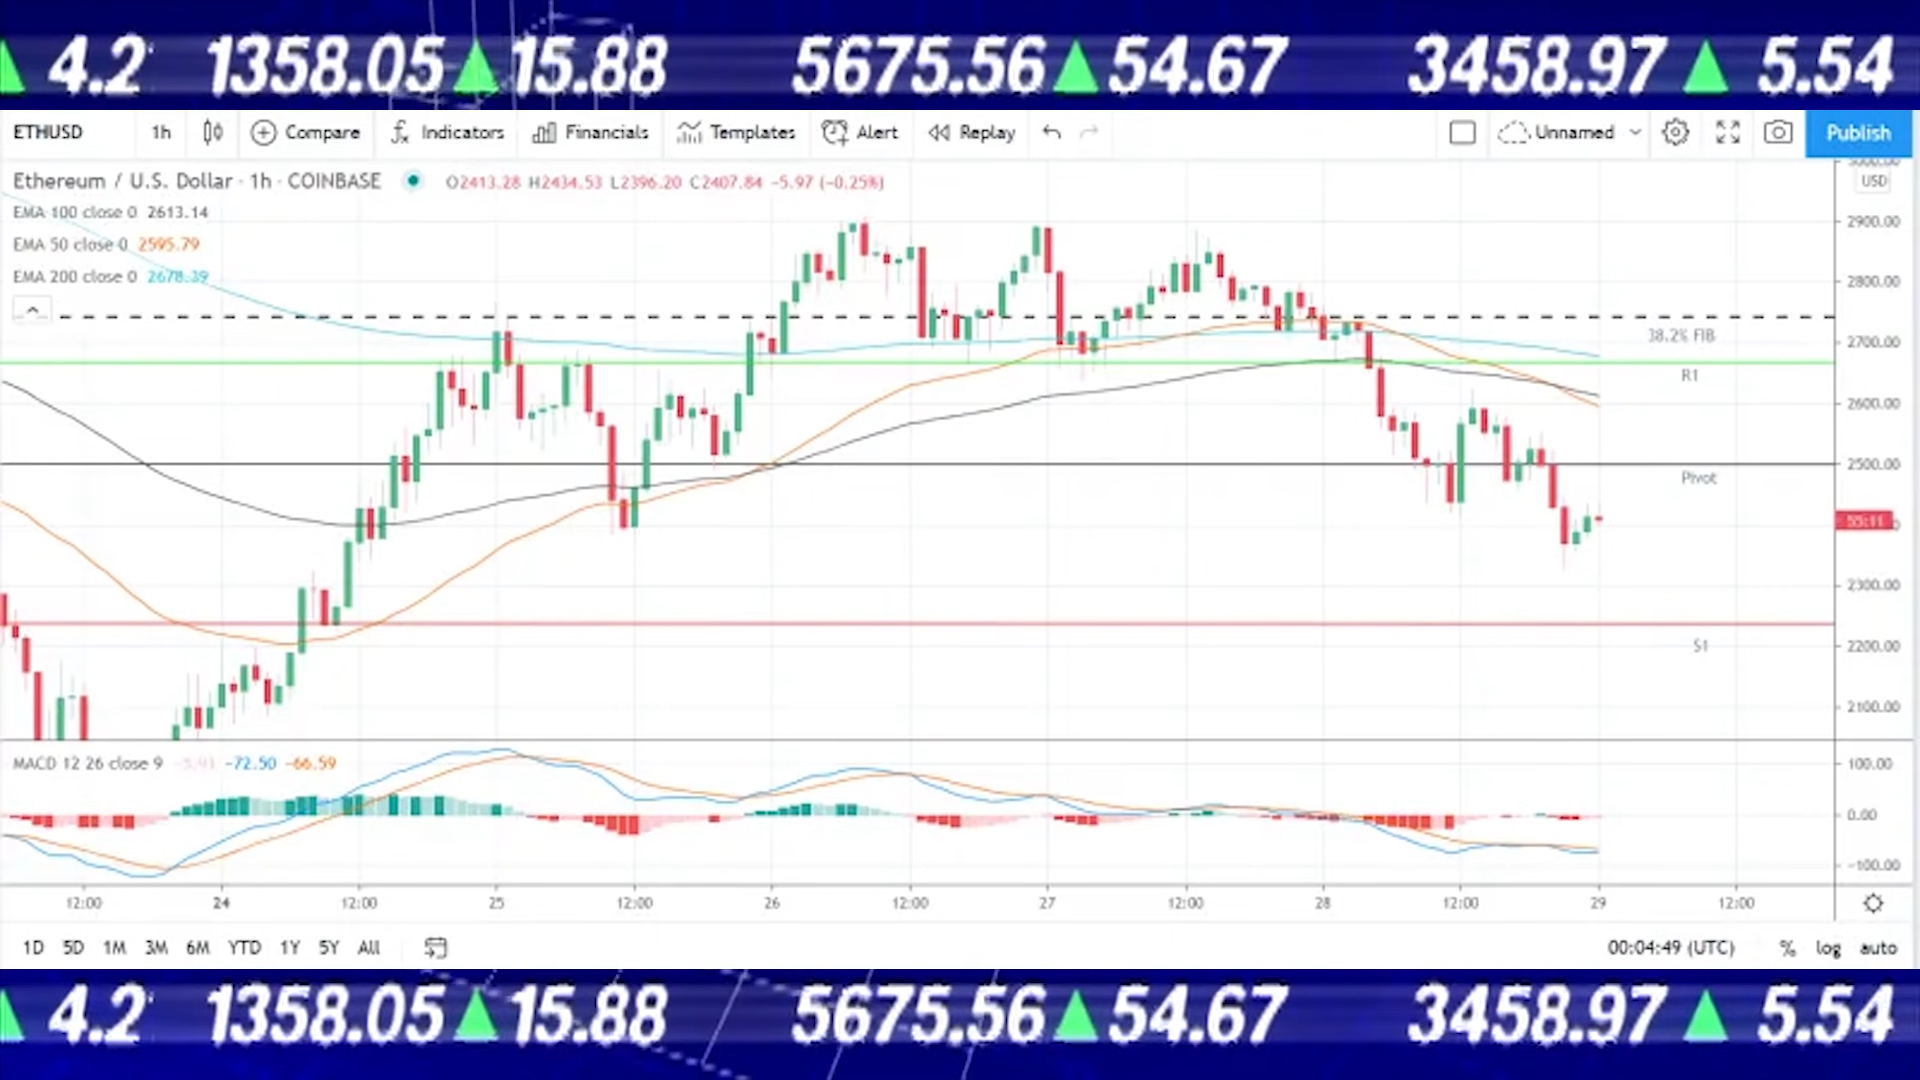 4.2 1358.05 15.88 5675.56 54.67 3458.97 5.54
ETHUSD 1h Compare Indicators Financials Templates Alert Replay Unnamed Publish
Ethereum / U.S. Dollar · 1h · COINBASE O2413.28 H2434.53 L2396.20 C2407.84 −5.97 (−0.25%)
USD
EMA 100 close 0 2613.14
2900.00
EMA 50 close 0 2595.79
EMA 200 close 0 2678.39
2800.00
38.2% FIB
2700.00
R1
2600.00
2500.00
Pivot
55:11
2300.00
S1
2200.00
2100.00
MACD 12 26 close 9 −72.50 −66.59
100.00
0.00
−100.00
12:00 24 12:00 25 12:00 26 12:00 27 12:00 28 12:00 29 12:00
1D 5D 1M 3M 6M YTD 1Y 5Y All 00:04:49 (UTC) % log auto
4.2 1358.05 15.88 5675.56 54.67 3458.97 5.54